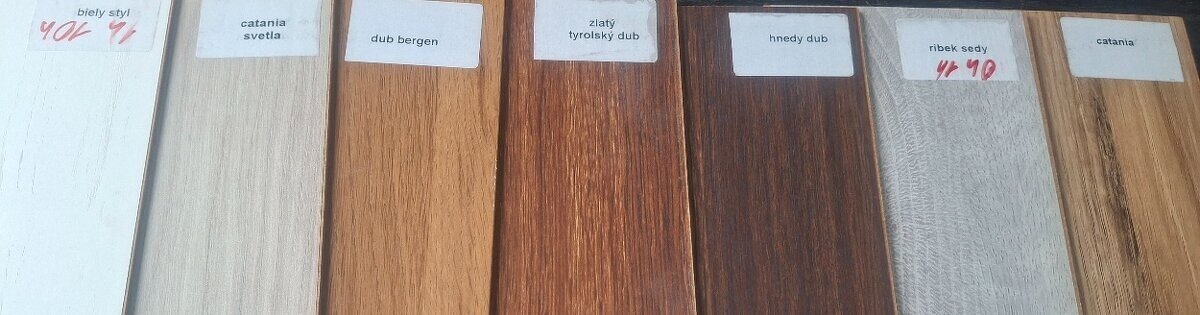 biely styl
catania
svetla
dub bergen
zlatý
tyrolský dub
hnedy dub
ribek sedy
catania